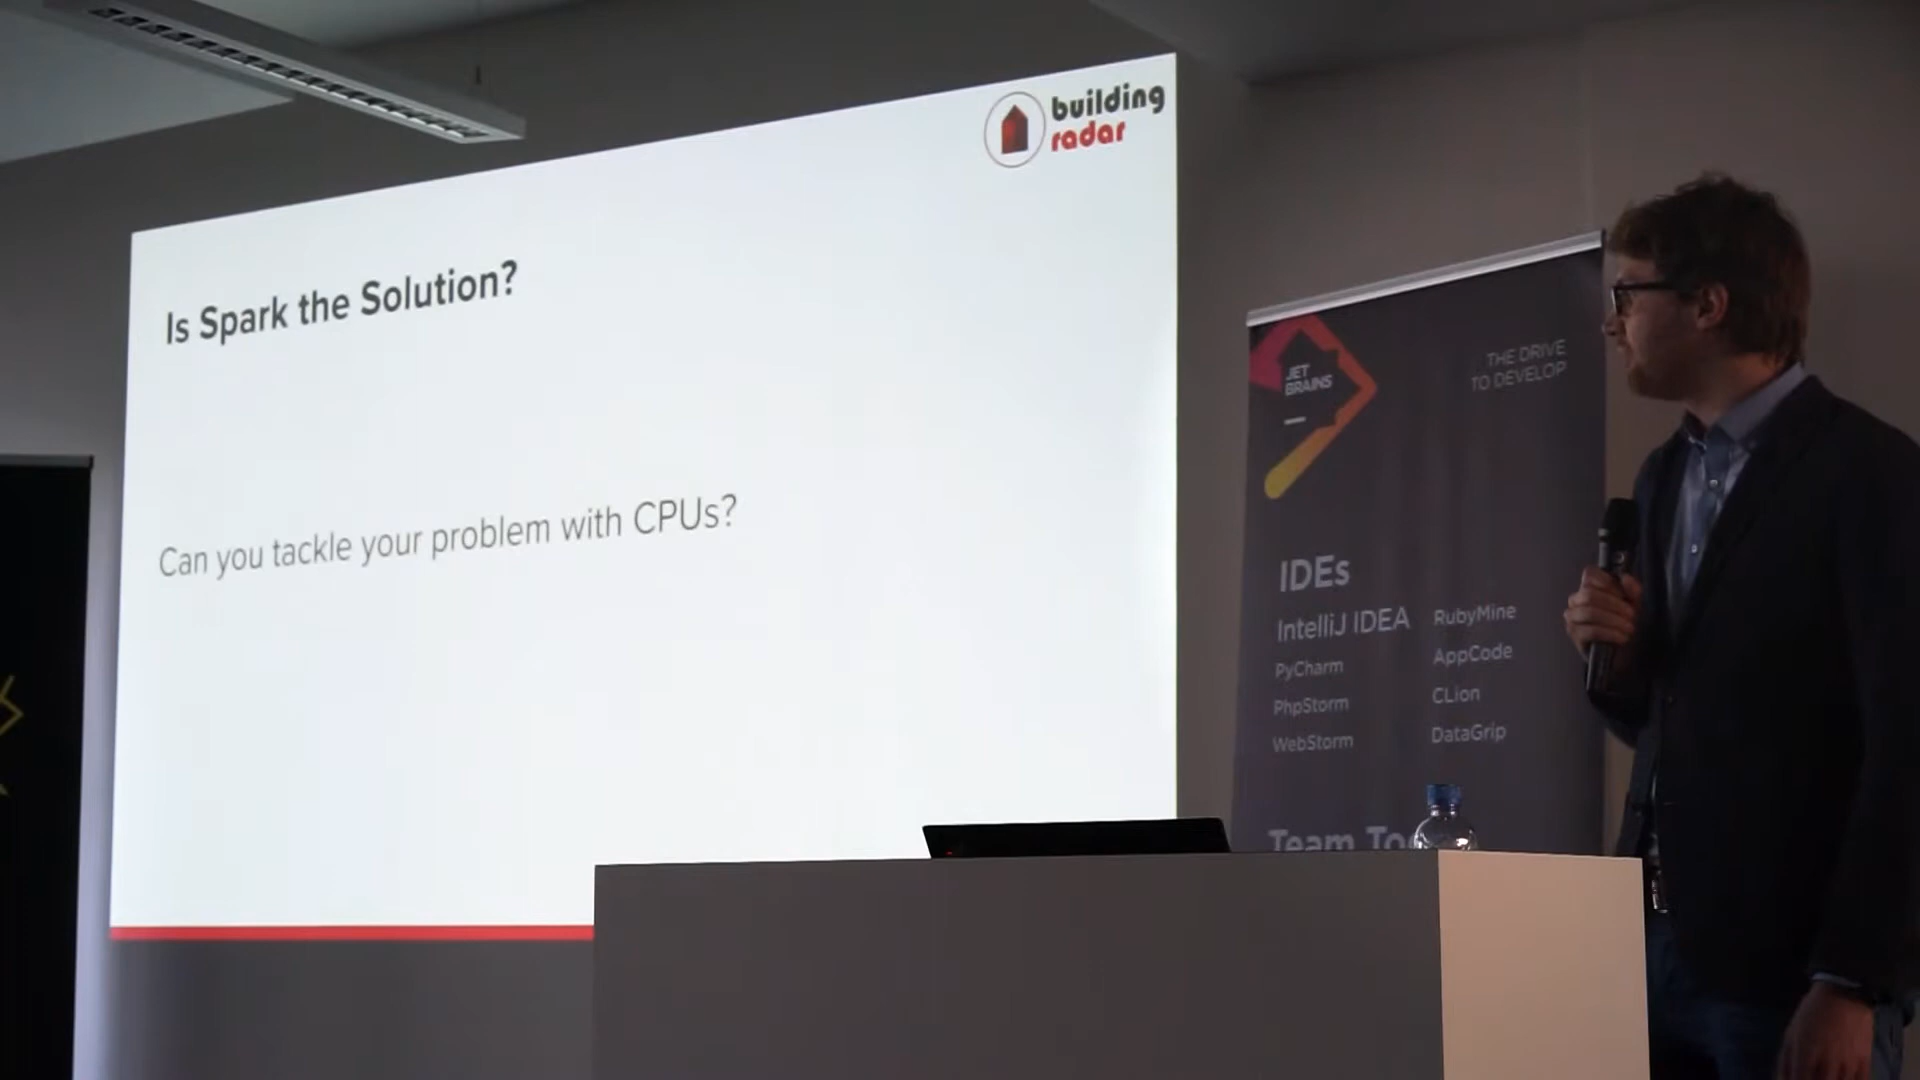 building
radar
Is Spark the Solution?
Can you tackle your problem with CPUs?
JET
BRAINS
THE DRIVE
TO DEVELOP
IDEs
IntelliJ IDEA
PyCharm
PhpStorm
WebStorm
RubyMine
AppCode
CLion
DataGrip
Team